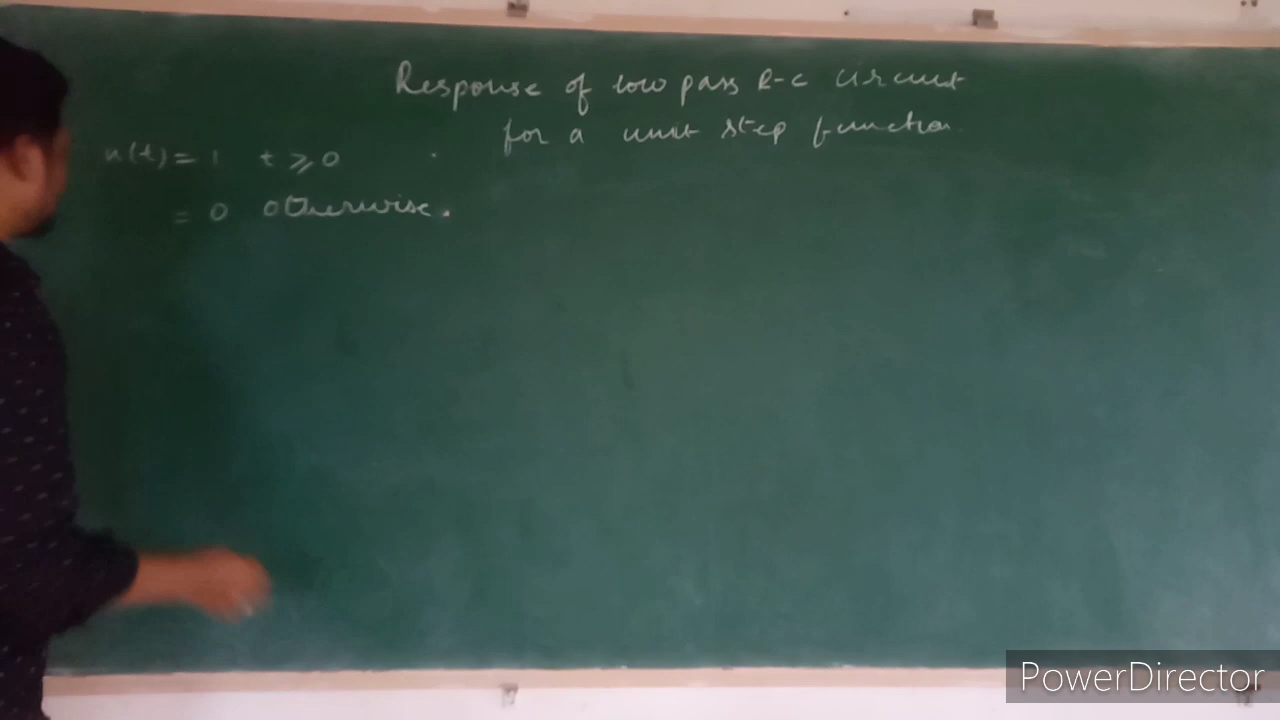 Response of low pass R-C circuit
for a unit step function
u(t) = 1 t ⩾ 0
= 0 otherwise.
PowerDirector